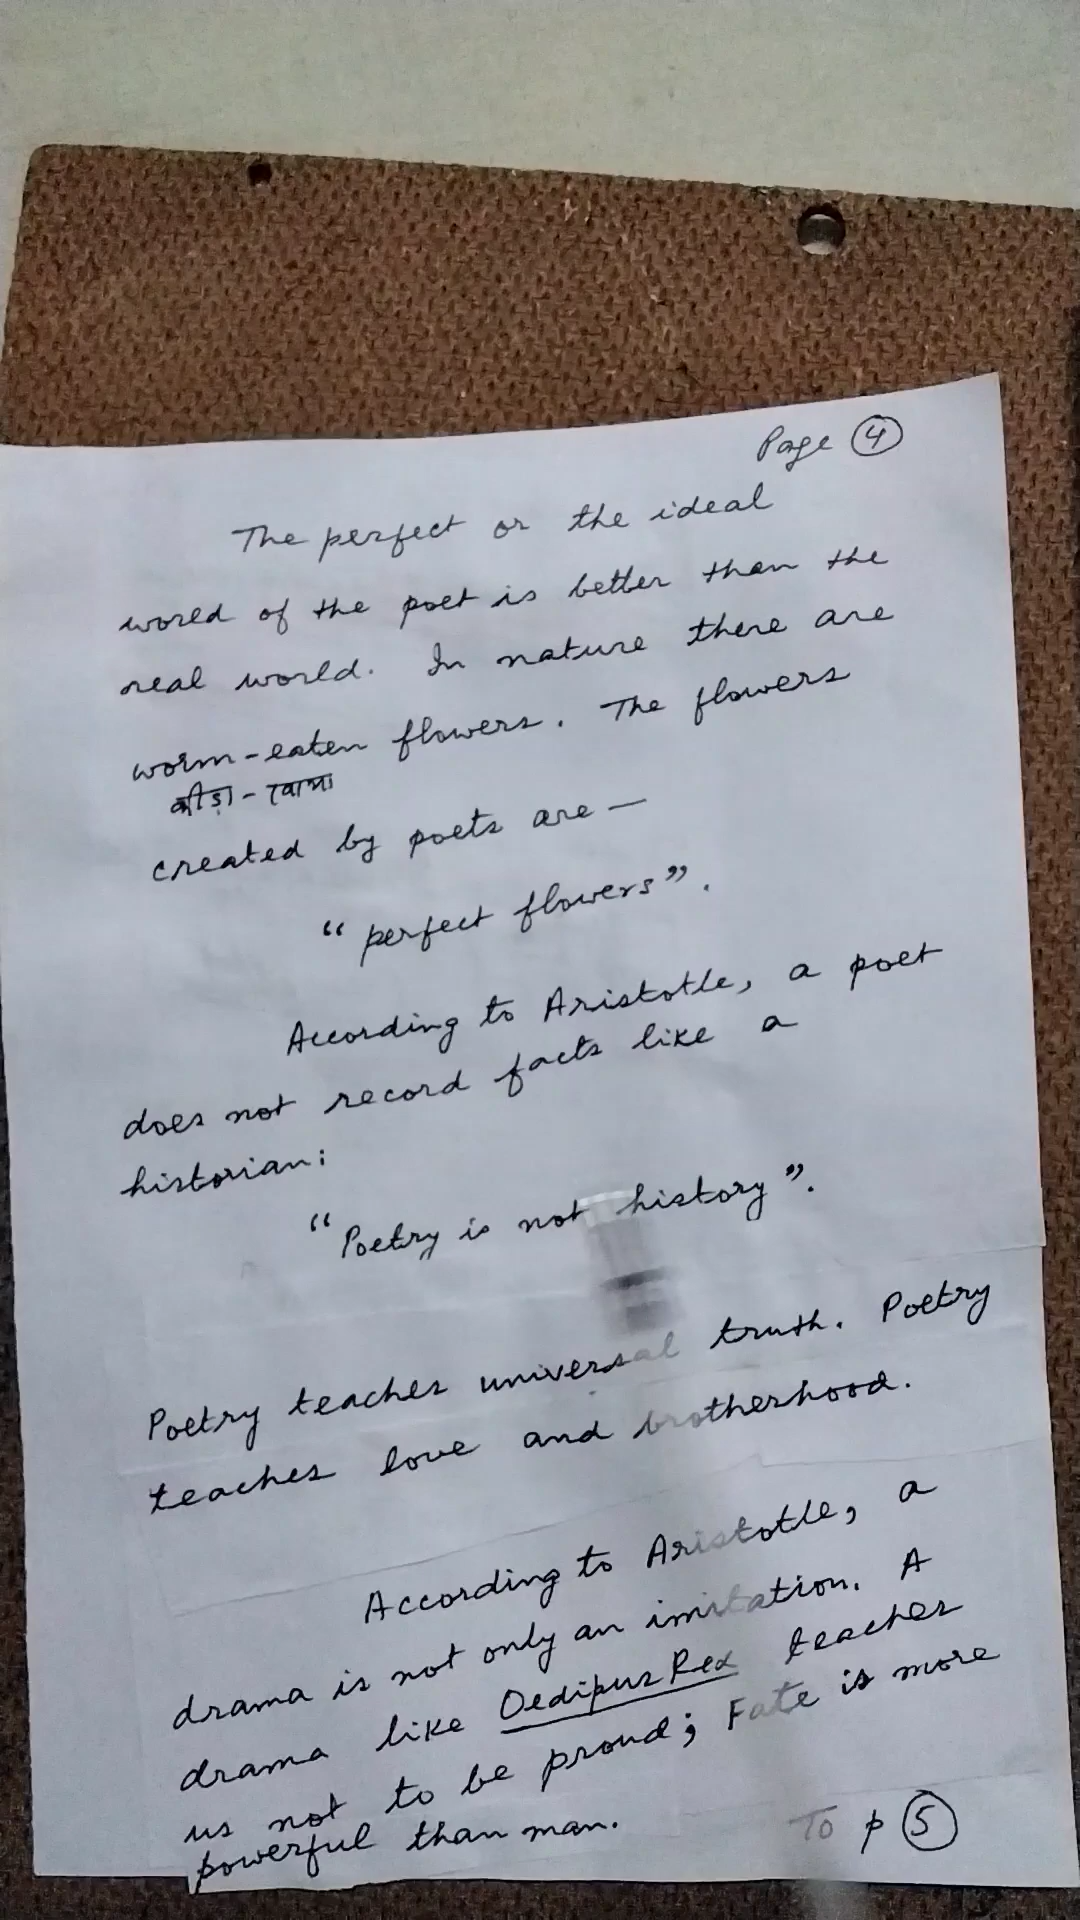 Page 4
The perfect or the ideal
world of the poet is better than the
real world. In nature there are
worm-eaten flowers. The flowers
कीड़ा-खाया
created by poets are —
“perfect flowers”.
According to Aristotle, a poet
does not record facts like a
historian:
“Poetry is not history”.
Poetry teaches universal truth. Poetry
teaches love and brotherhood.
According to Aristotle, a
drama is not only an imitation. A
drama like Oedipus Rex teaches
us not to be proud; Fate is more
powerful than man.
To p 5